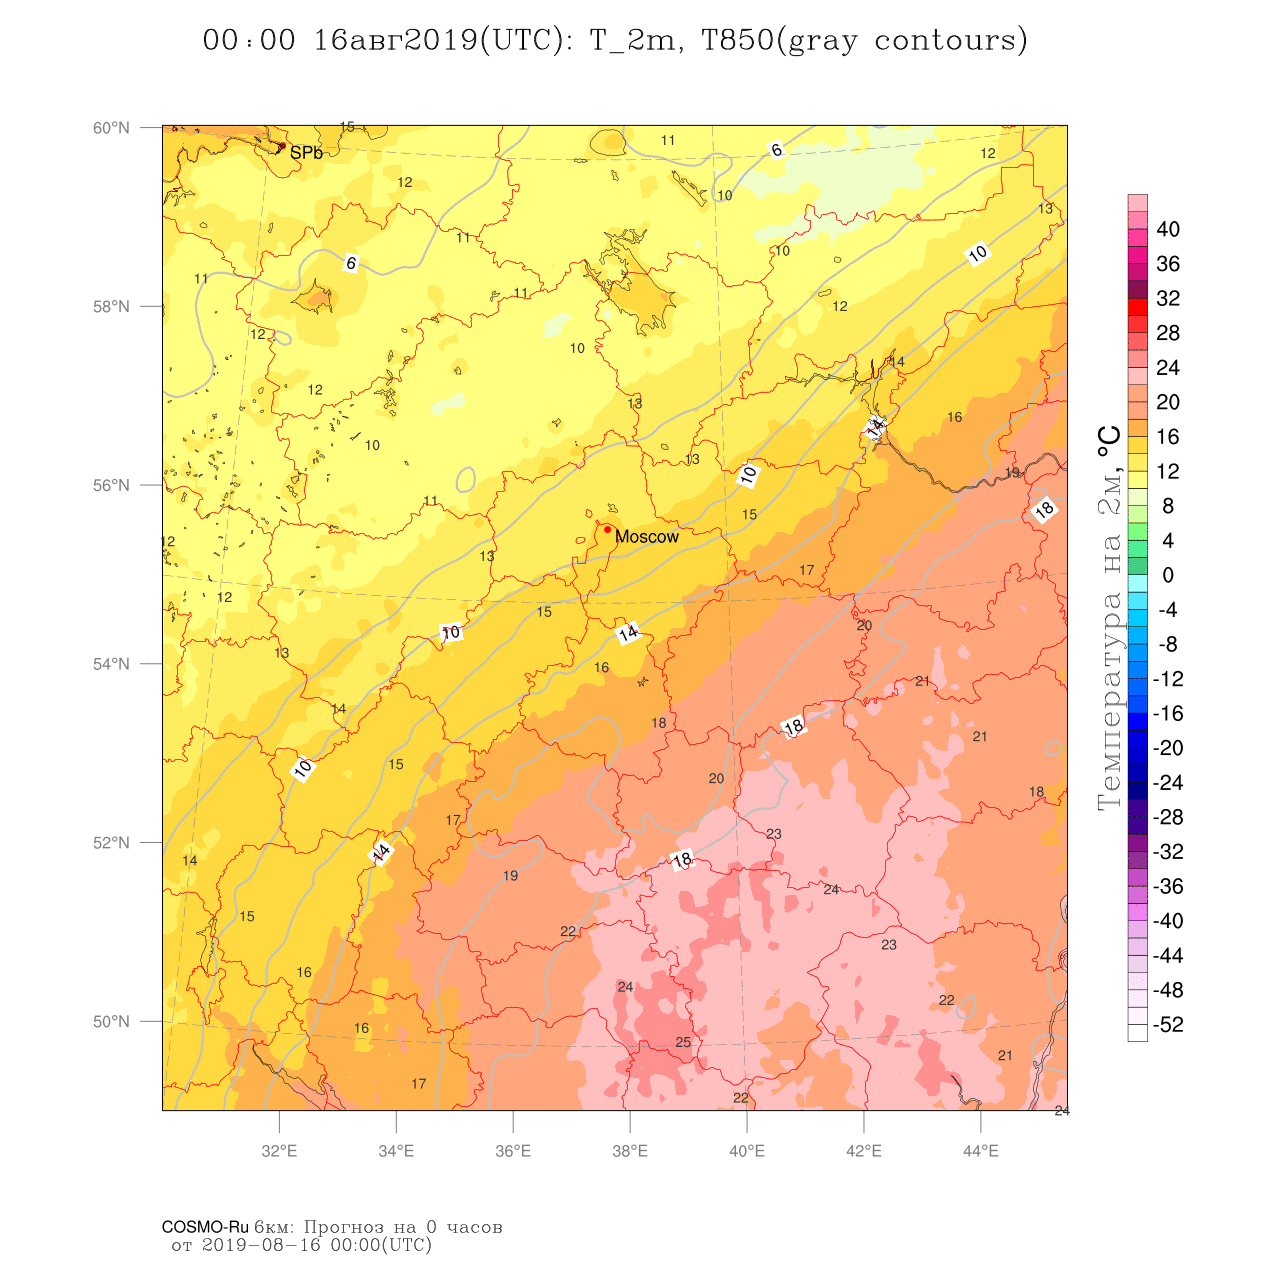 00:00 16авг2019(UTC): T_2m, T850(gray contours)
60°N
58°N
56°N
54°N
52°N
50°N
32°E 34°E 36°E 38°E 40°E 42°E 44°E
SPb
Moscow
15 11 6 12
12 10 13
11 10 10
6 11
11 12
12 10 14
12 13 16
10 14
13 10 19
11 15 18
12 13 17
12 15 20
10 14
13 16 21
14 18 18 21
10 15 20 18
17 23
14 14 18
19 24
15 22 23
16 24 22
16 25 21
17 22 24
40
36
32
28
24
20
16
12
8
4
0
-4
-8
-12
-16
-20
-24
-28
-32
-36
-40
-44
-48
-52
Температура на 2м, °C
COSMO-Ru 6км: Прогноз на 0 часов
от 2019-08-16 00:00(UTC)